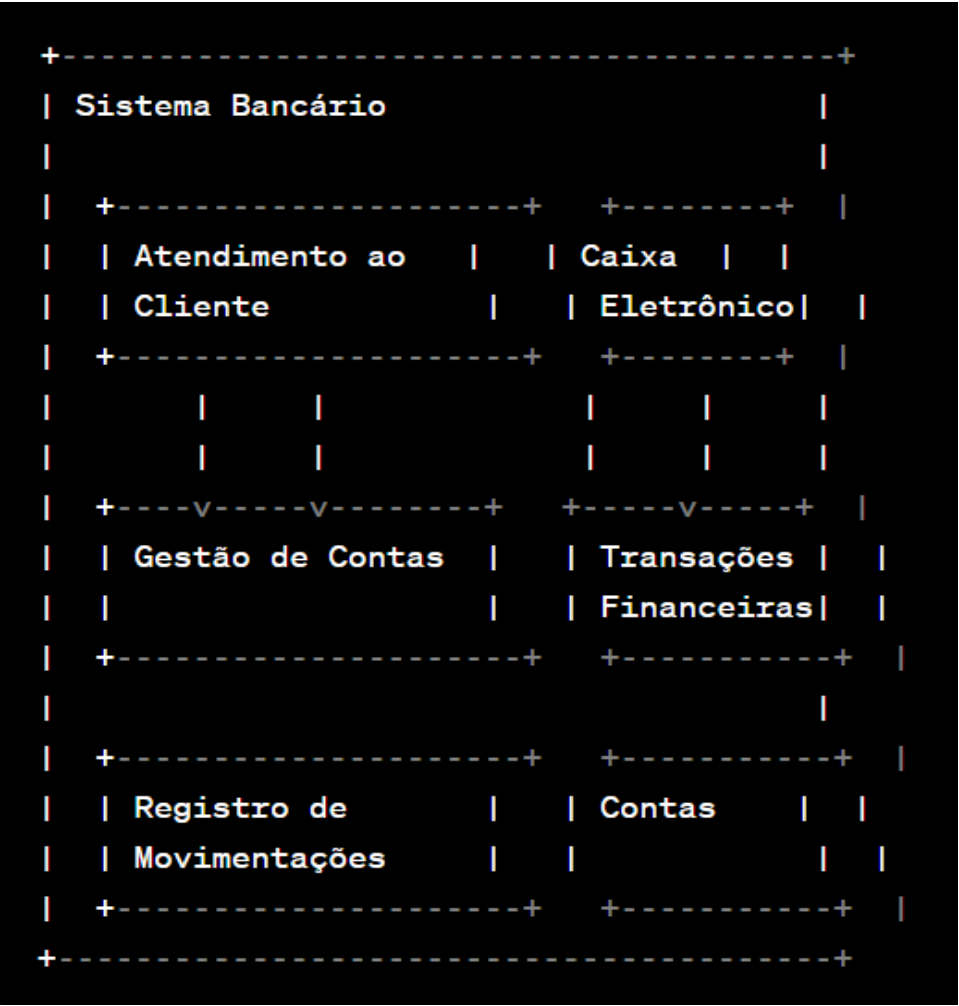 +----------------------------------------+
| Sistema Bancário                      |
|                                       |
|  +---------------------+   +--------+  |
|  | Atendimento ao   |   | Caixa  |  |
|  | Cliente           |   | Eletrônico|  |
|  +---------------------+   +--------+  |
|       |     |             |     |     |
|       |     |             |     |     |
|  +----v-----v--------+   +-----v-----+  |
|  | Gestão de Contas  |   | Transações |  |
|  |                   |   | Financeiras|  |
|  +---------------------+   +-----------+  |
|                                       |
|  +---------------------+   +-----------+  |
|  | Registro de       |   | Contas    |  |
|  | Movimentações     |   |            |  |
|  +---------------------+   +-----------+  |
+----------------------------------------+